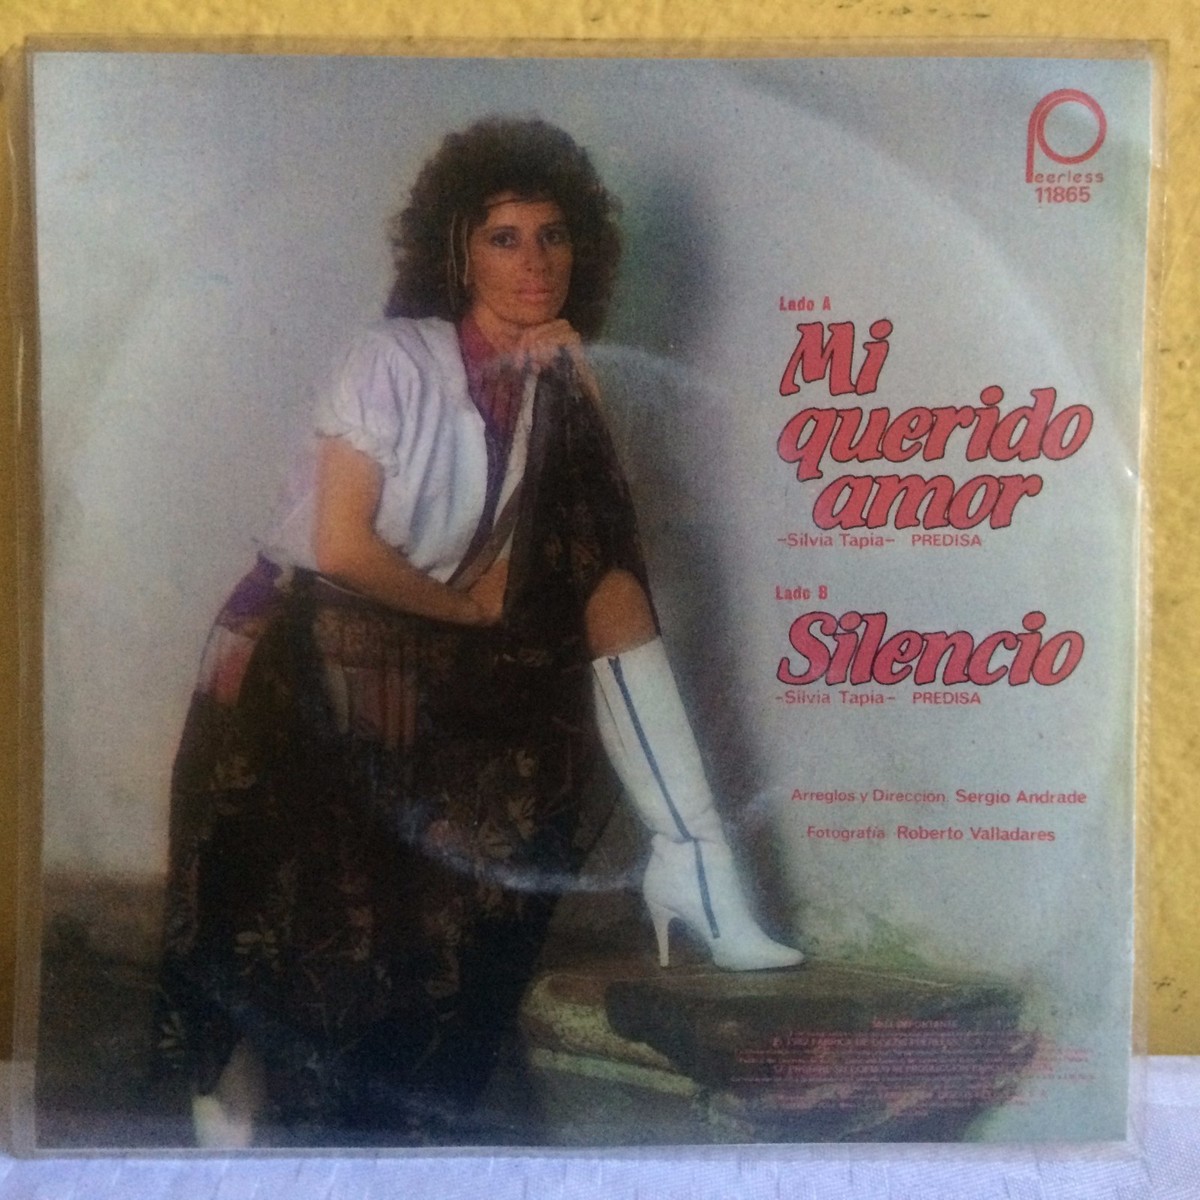 Peerless
11865
Lado A
Mi
querido
amor
-Silvia Tapia- PREDISA
Lado B
Silencio
-Silvia Tapia- PREDISA
Arreglos y Dirección Sergio Andrade
Fotografía Roberto Valladares